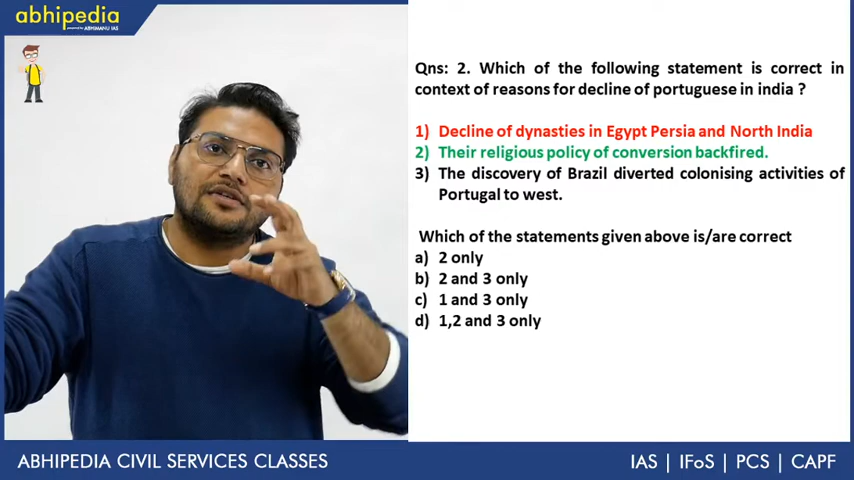 abhipedia
powered by ABHIMANU IAS
Qns: 2. Which of the following statement is correct in
context of reasons for decline of portuguese in india ?
1) Decline of dynasties in Egypt Persia and North India
2) Their religious policy of conversion backfired.
3) The discovery of Brazil diverted colonising activities of
Portugal to west.
Which of the statements given above is/are correct
a) 2 only
b) 2 and 3 only
c) 1 and 3 only
d) 1,2 and 3 only
ABHIPEDIA CIVIL SERVICES CLASSES
IAS | IFoS | PCS | CAPF